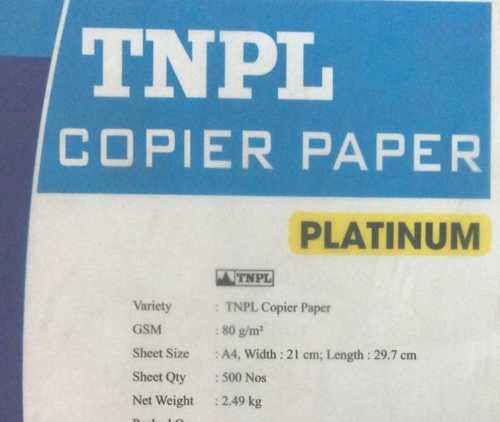 TNPL
COPIER PAPER
PLATINUM
TNPL
Variety : TNPL Copier Paper
GSM : 80 g/m²
Sheet Size : A4, Width : 21 cm; Length : 29.7 cm
Sheet Qty : 500 Nos
Net Weight : 2.49 kg